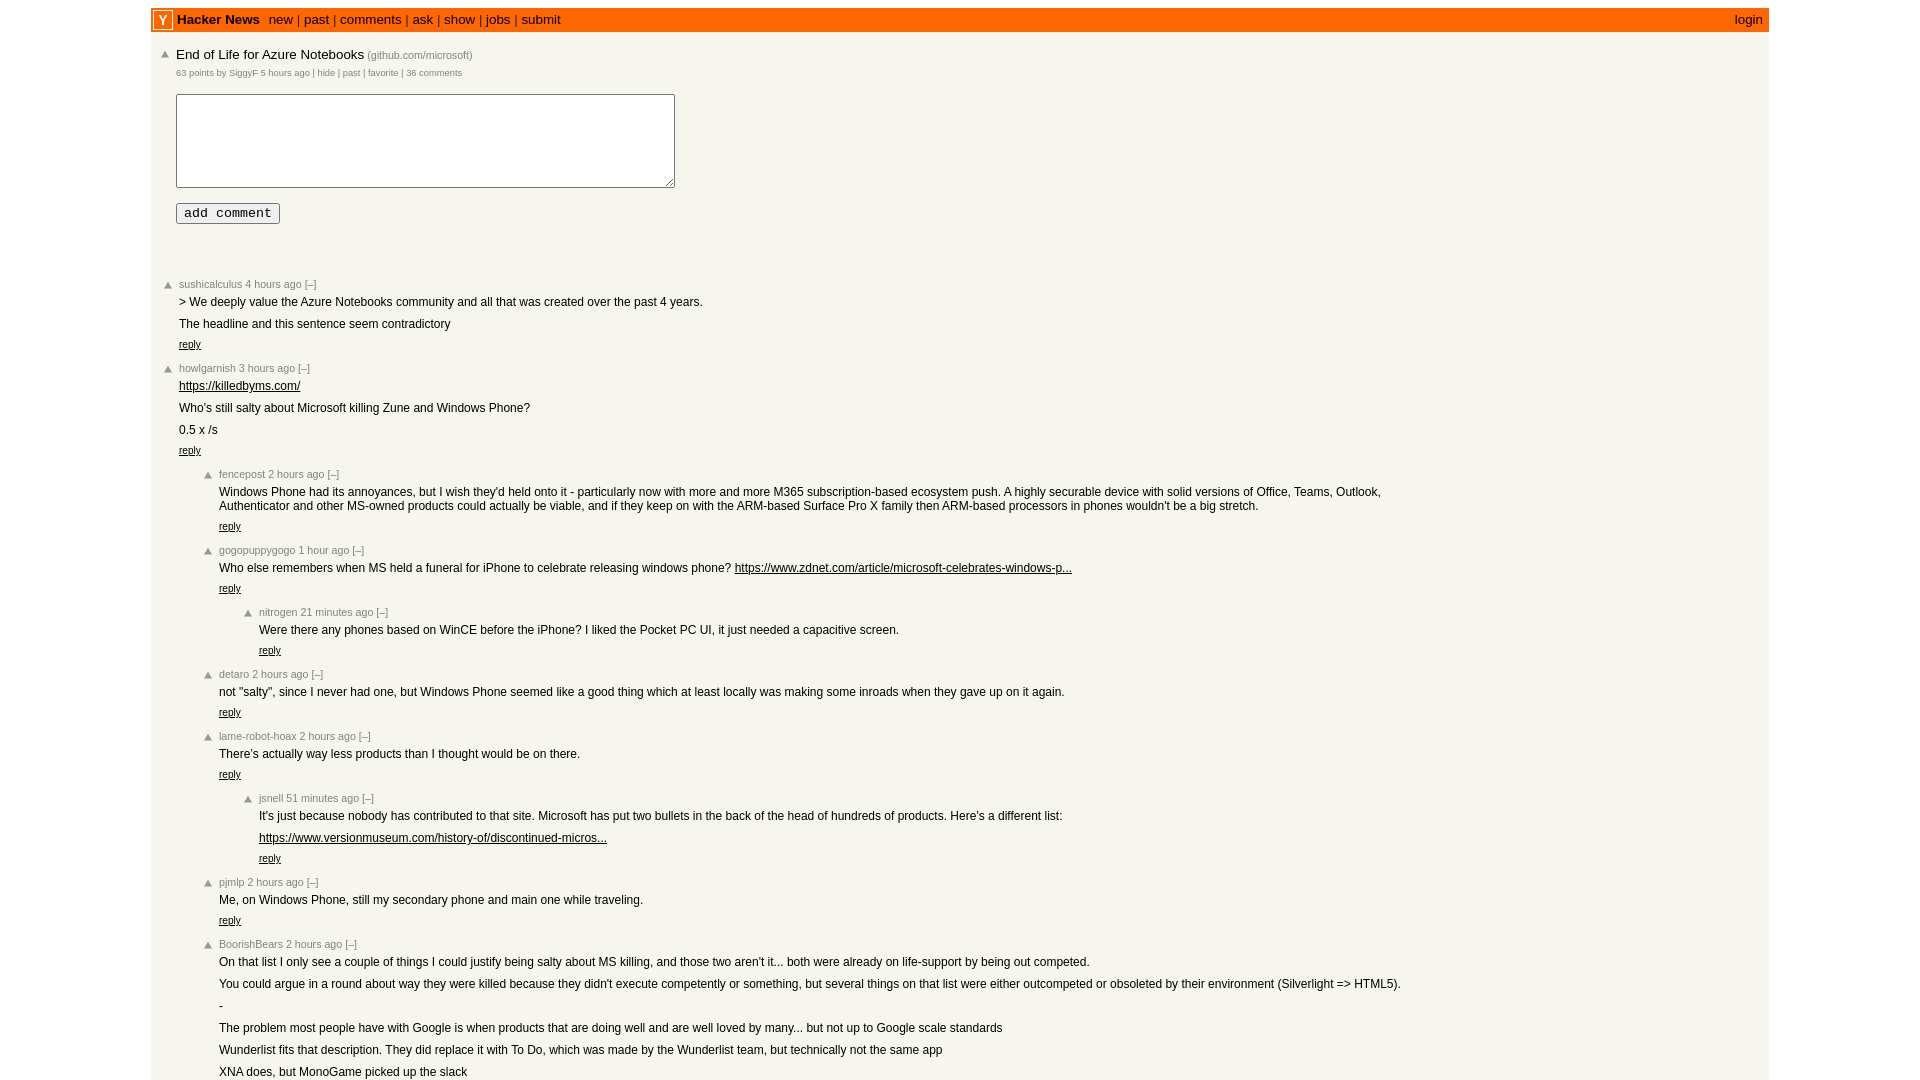 Y Hacker News new | past | comments | ask | show | jobs | submit login
End of Life for Azure Notebooks (github.com/microsoft)
63 points by SiggyF 5 hours ago | hide | past | favorite | 36 comments
add comment
sushicalculus 4 hours ago [–]
> We deeply value the Azure Notebooks community and all that was created over the past 4 years.
The headline and this sentence seem contradictory
reply
howlgarnish 3 hours ago [–]
https://killedbyms.com/
Who's still salty about Microsoft killing Zune and Windows Phone?
0.5 x /s
reply
fencepost 2 hours ago [–]
Windows Phone had its annoyances, but I wish they'd held onto it - particularly now with more and more M365 subscription-based ecosystem push. A highly securable device with solid versions of Office, Teams, Outlook,
Authenticator and other MS-owned products could actually be viable, and if they keep on with the ARM-based Surface Pro X family then ARM-based processors in phones wouldn't be a big stretch.
reply
gogopuppygogo 1 hour ago [–]
Who else remembers when MS held a funeral for iPhone to celebrate releasing windows phone? https://www.zdnet.com/article/microsoft-celebrates-windows-p...
reply
nitrogen 21 minutes ago [–]
Were there any phones based on WinCE before the iPhone? I liked the Pocket PC UI, it just needed a capacitive screen.
reply
detaro 2 hours ago [–]
not "salty", since I never had one, but Windows Phone seemed like a good thing which at least locally was making some inroads when they gave up on it again.
reply
lame-robot-hoax 2 hours ago [–]
There's actually way less products than I thought would be on there.
reply
jsnell 51 minutes ago [–]
It's just because nobody has contributed to that site. Microsoft has put two bullets in the back of the head of hundreds of products. Here's a different list:
https://www.versionmuseum.com/history-of/discontinued-micros...
reply
pjmlp 2 hours ago [–]
Me, on Windows Phone, still my secondary phone and main one while traveling.
reply
BoorishBears 2 hours ago [–]
On that list I only see a couple of things I could justify being salty about MS killing, and those two aren't it... both were already on life-support by being out competed.
You could argue in a round about way they were killed because they didn't execute competently or something, but several things on that list were either outcompeted or obsoleted by their environment (Silverlight => HTML5).
-
The problem most people have with Google is when products that are doing well and are well loved by many... but not up to Google scale standards
Wunderlist fits that description. They did replace it with To Do, which was made by the Wunderlist team, but technically not the same app
XNA does, but MonoGame picked up the slack